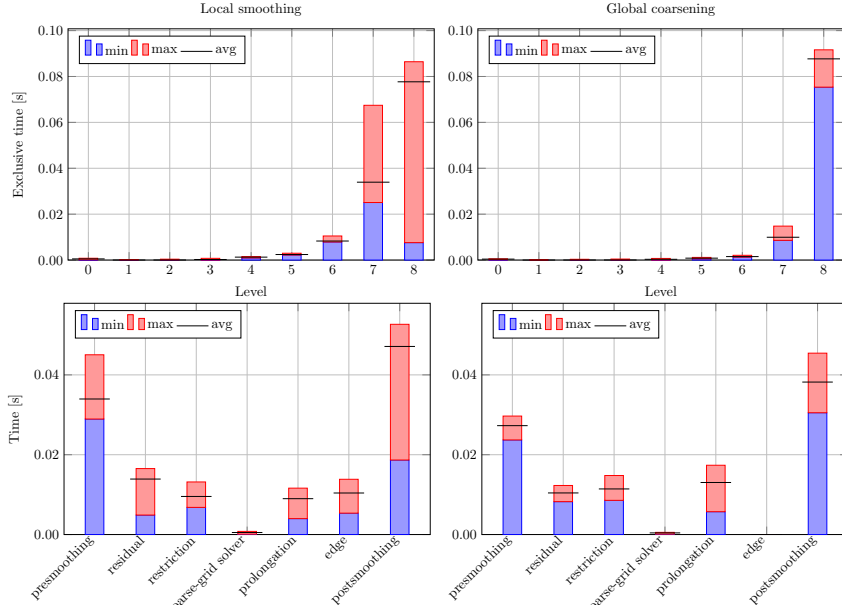 Local smoothing
Global coarsening
Exclusive time [s]
0.10
0.08
0.06
0.04
0.02
0.00
min max avg
0 1 2 3 4 5 6 7 8
Level
0.10
0.08
0.06
0.04
0.02
0.00
min max avg
0 1 2 3 4 5 6 7 8
Level
Time [s]
0.04
0.02
0.00
min max avg
presmoothing
residual
restriction
arse-grid solver
prolongation
edge
postsmoothing
0.04
0.02
0.00
min max avg
presmoothing
residual
restriction
parse-grid solver
prolongation
edge
postsmoothing